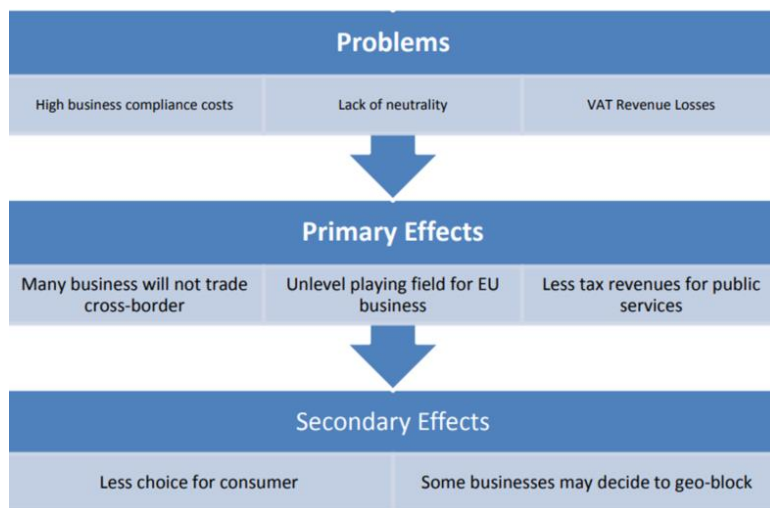 Problems
High business compliance costs
Lack of neutrality
VAT Revenue Losses
Primary Effects
Many business will not trade
cross-border
Unlevel playing field for EU
business
Less tax revenues for public
services
Secondary Effects
Less choice for consumer
Some businesses may decide to geo-block